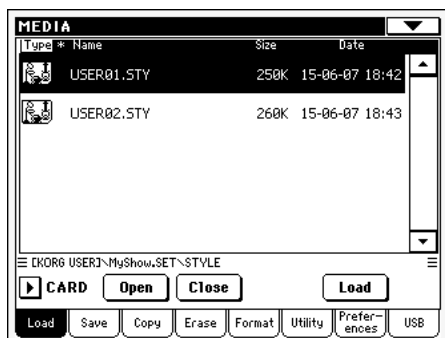 MEDIA
Type * Name Size Date
USER01.STY 250K 15-06-07 18:42
USER02.STY 260K 15-06-07 18:43
[KORG USER]\MyShow.SET\STYLE
CARD Open Close Load
Load Save Copy Erase Format Utility Prefer-
ences USB